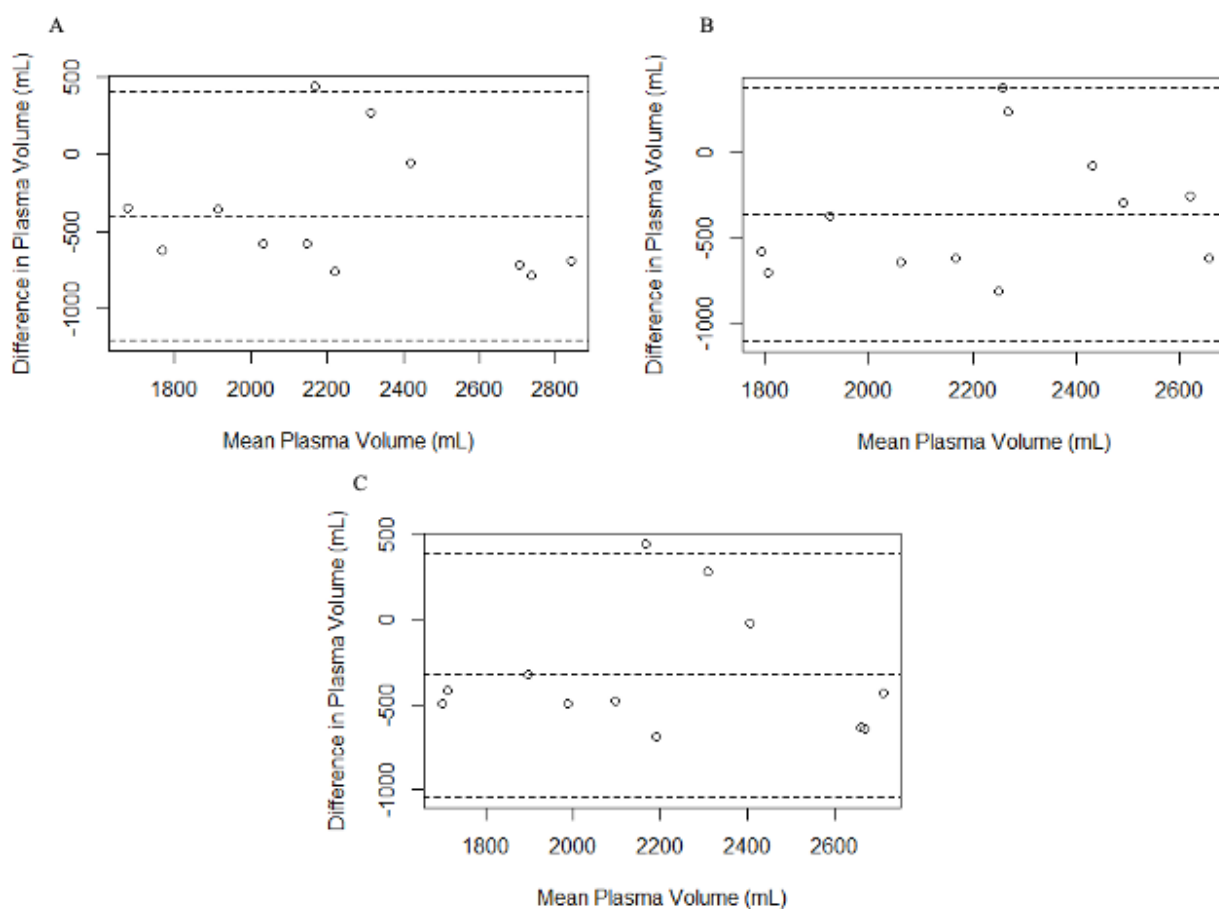 A
Difference in Plasma Volume (mL)
500
0
-500
-1000
1800 2000 2200 2400 2600 2800
Mean Plasma Volume (mL)
B
Difference in Plasma Volume (mL)
0
-500
-1000
1800 2000 2200 2400 2600
Mean Plasma Volume (mL)
C
Difference in Plasma Volume (mL)
500
0
-500
-1000
1800 2000 2200 2400 2600
Mean Plasma Volume (mL)